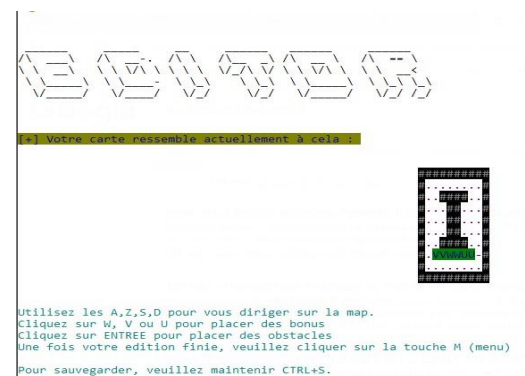 EDITOR
[+] Votre carte ressemble actuellement à cela :
VVWWUU
Utilisez les A,Z,S,D pour vous diriger sur la map.
Cliquez sur W, V ou U pour placer des bonus
Cliquez sur ENTREE pour placer des obstacles
Une fois votre edition finie, veuillez cliquer sur la touche M (menu)
Pour sauvegarder, veuillez maintenir CTRL+S.